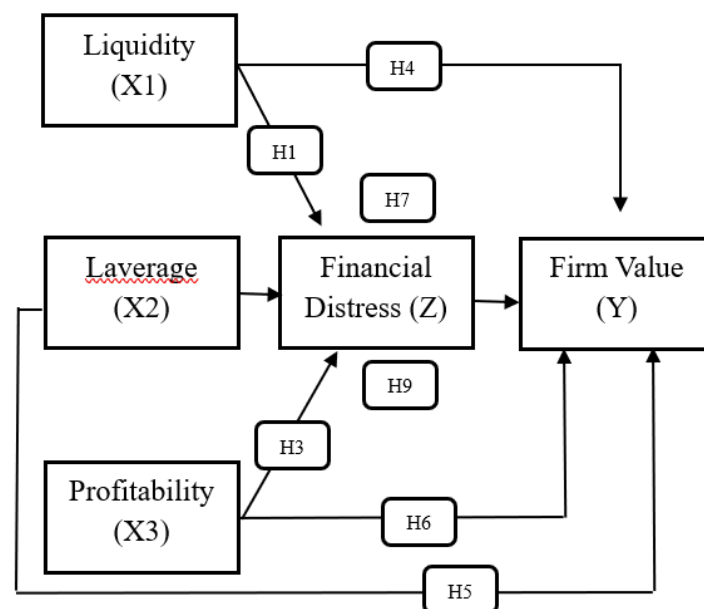 Liquidity
(X1)
H4
H1
H7
Laverage
(X2)
Financial
Distress (Z)
Firm Value
(Y)
H9
H3
Profitability
(X3)
H6
H5